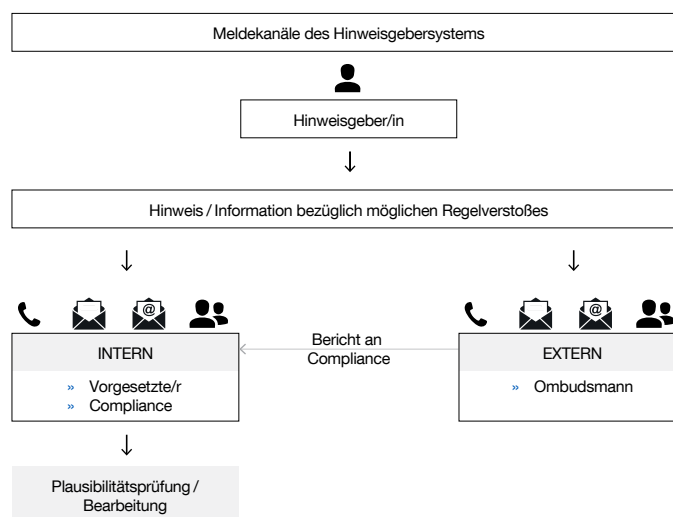 Meldekanäle des Hinweisgebersystems
Hinweisgeber/in
Hinweis / Information bezüglich möglichen Regelverstoßes
@
@
INTERN
Bericht an
Compliance
EXTERN
» Vorgesetzte/r
» Compliance
» Ombudsmann
Plausibilitätsprüfung /
Bearbeitung